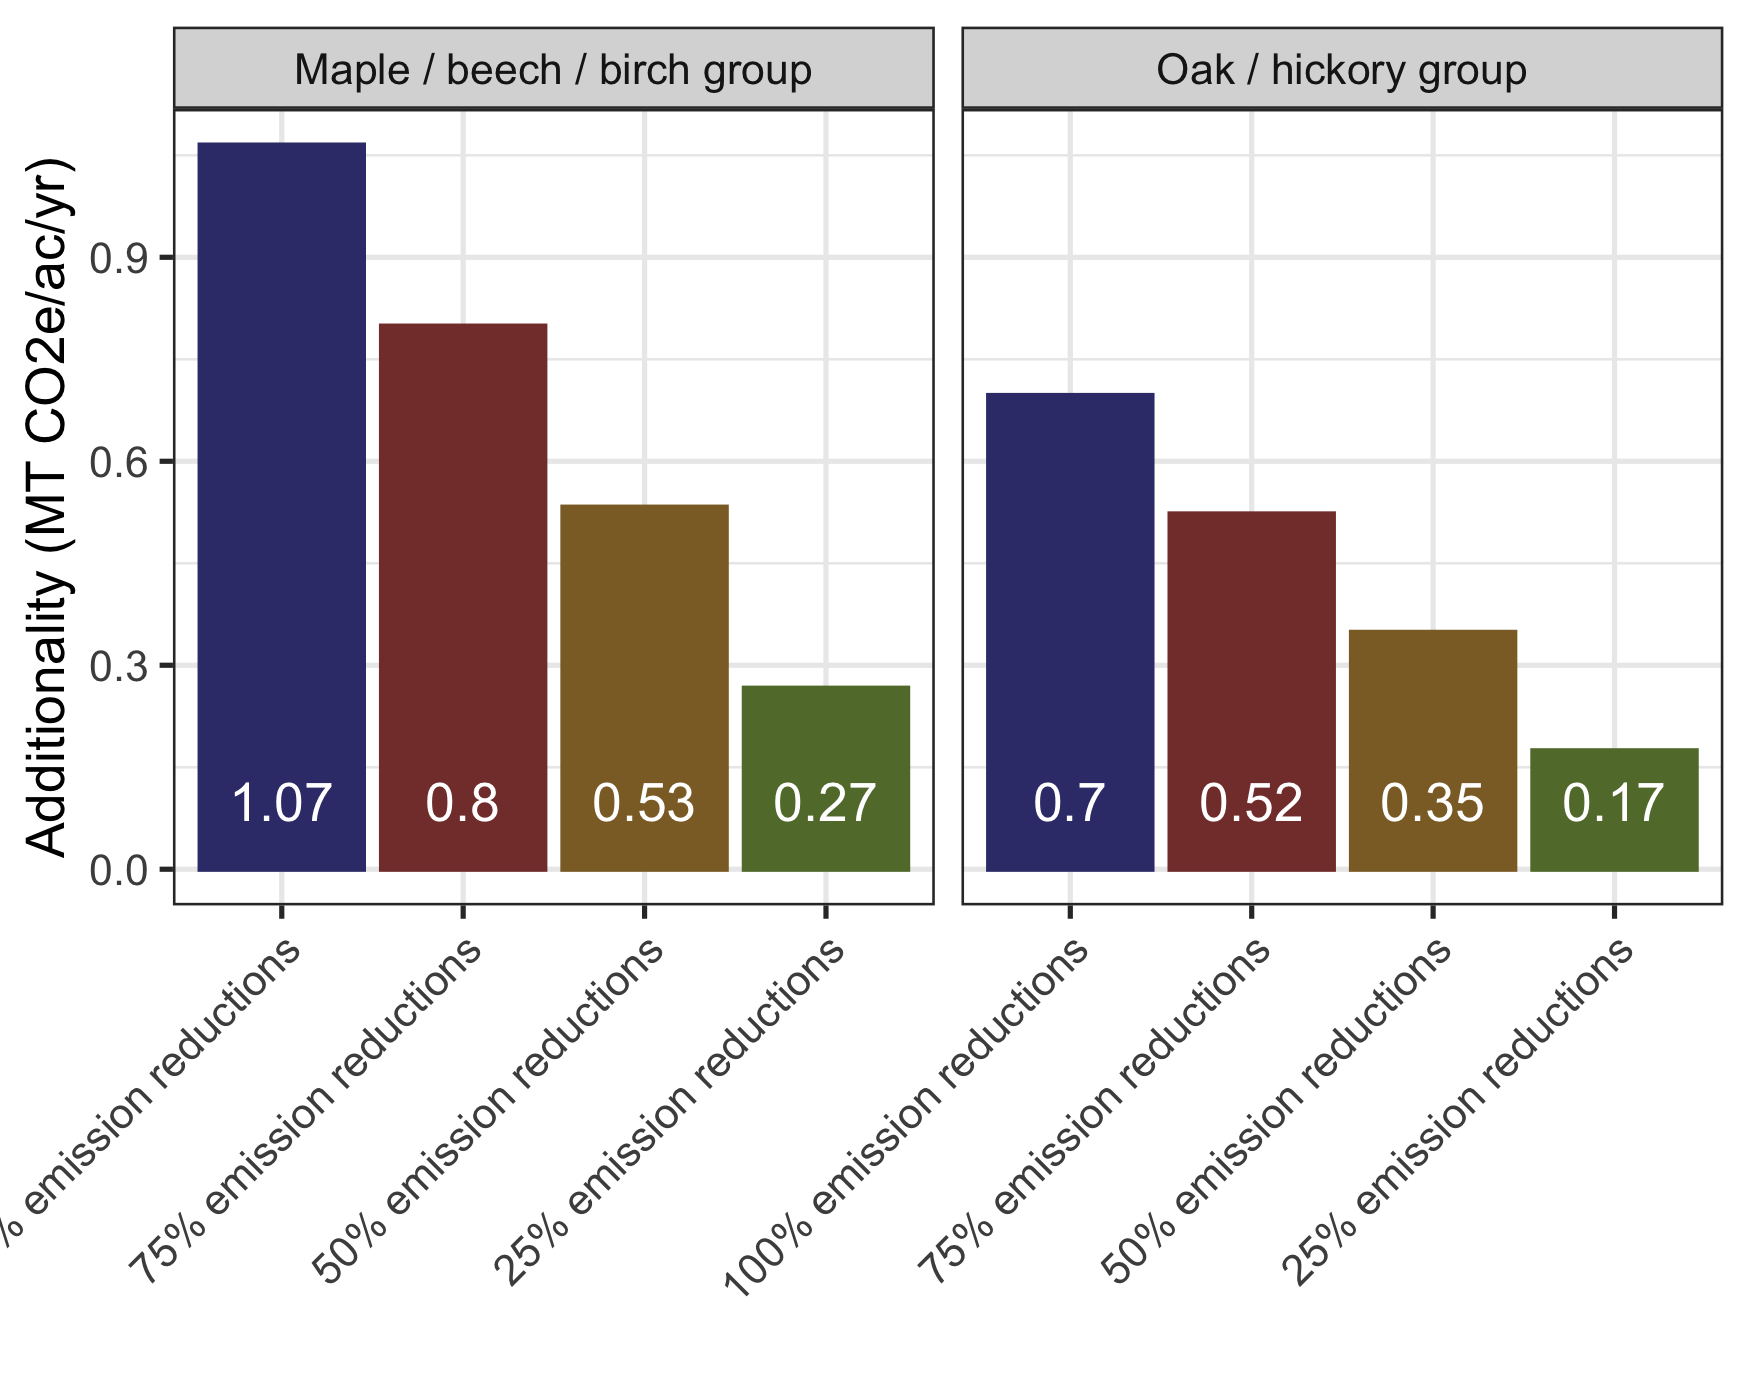 Maple / beech / birch group
Oak / hickory group
Additionality (MT CO2e/ac/yr)
0.9
0.6
0.3
0.0
1.07
0.8
0.53
0.27
0.7
0.52
0.35
0.17
% emission reductions
75% emission reductions
50% emission reductions
25% emission reductions
100% emission reductions
75% emission reductions
50% emission reductions
25% emission reductions